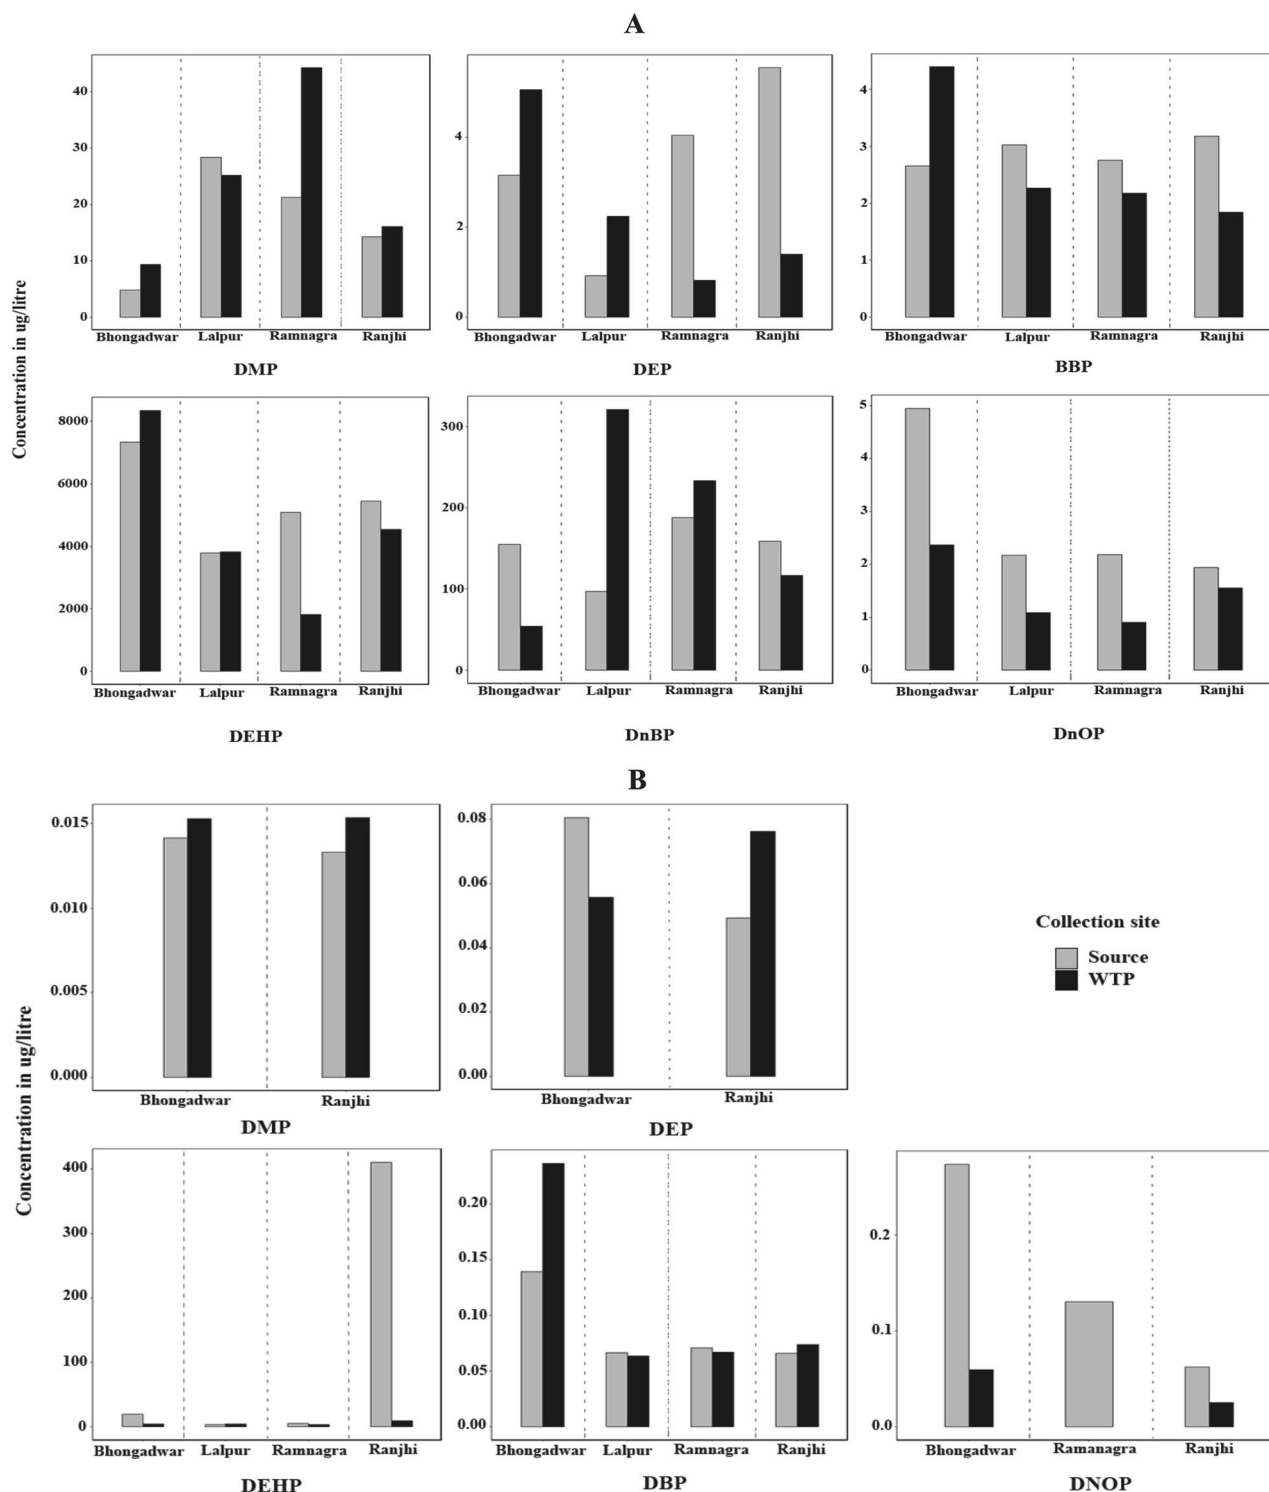 A
Concentration in ug/litre
40
30
20
10
0
Bhongadwar Lalpur Ramnagra Ranjhi
DMP
4
2
0
Bhongadwar Lalpur Ramnagra Ranjhi
DEP
4
3
2
1
0
Bhongadwar Lalpur Ramnagra Ranjhi
BBP
8000
6000
4000
2000
0
Bhongadwar Lalpur Ramnagra Ranjhi
DEHP
300
200
100
0
Bhongadwar Lalpur Ramnagra Ranjhi
DnBP
5
4
3
2
1
0
Bhongadwar Lalpur Ramnagra Ranjhi
DnOP
B
Concentration in ug/litre
0.015
0.010
0.005
0.000
Bhongadwar Ranjhi
DMP
0.08
0.06
0.04
0.02
0.00
Bhongadwar Ranjhi
DEP
Collection site
Source
WTP
400
300
200
100
0
Bhongadwar Lalpur Ramnagra Ranjhi
DEHP
0.20
0.15
0.10
0.05
0.00
Bhongadwar Lalpur Ramnagra Ranjhi
DBP
0.2
0.1
0.0
Bhongadwar Ramanagra Ranjhi
DNOP